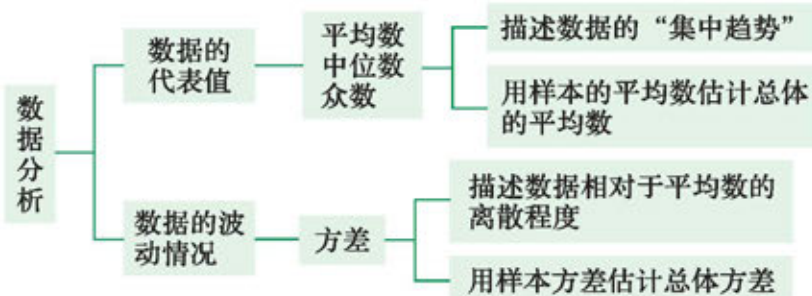 数据分析
数据的
代表值
平均数
中位数
众数
描述数据的“集中趋势”
用样本的平均数估计总体
的平均数
数据的波
动情况
方差
描述数据相对于平均数的
离散程度
用样本方差估计总体方差